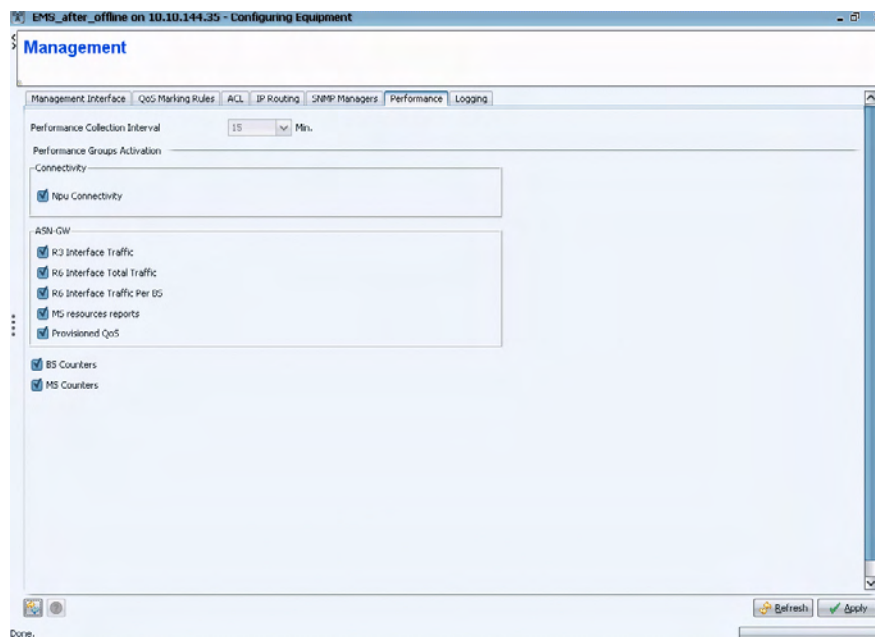 EMS_after_offline on 10.10.144.35 - Configuring Equipment
Management
Management Interface QoS Marking Rules ACL IP Routing SNMP Managers Performance Logging
Performance Collection Interval 15 Min.
Performance Groups Activation
Connectivity
Npu Connectivity
ASN-GW
R3 Interface Traffic
R6 Interface Total Traffic
R6 Interface Traffic Per BS
MS resources reports
Provisioned QoS
BS Counters
MS Counters
Refresh Apply
Done.